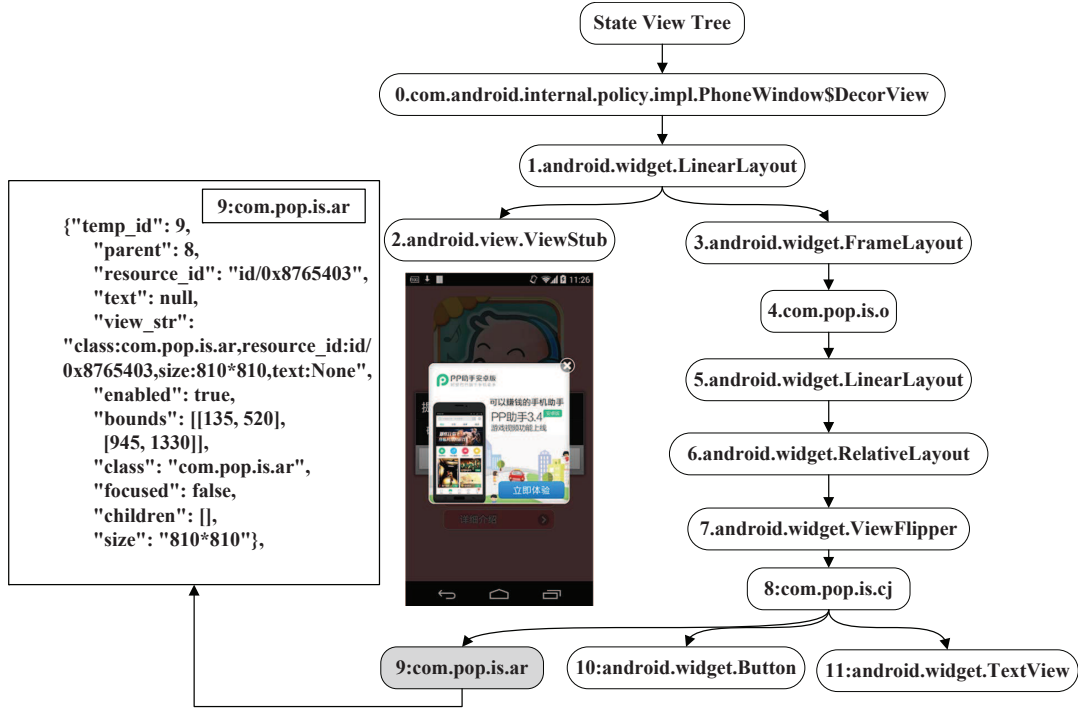 State View Tree
0.com.android.internal.policy.impl.PhoneWindow$DecorView
1.android.widget.LinearLayout
2.android.view.ViewStub
3.android.widget.FrameLayout
4.com.pop.is.o
5.android.widget.LinearLayout
6.android.widget.RelativeLayout
7.android.widget.ViewFlipper
8:com.pop.is.cj
9:com.pop.is.ar
10:android.widget.Button
11:android.widget.TextView
9:com.pop.is.ar
{"temp_id": 9,
"parent": 8,
"resource_id": "id/0x8765403",
"text": null,
"view_str":
"class:com.pop.is.ar,resource_id:id/
0x8765403,size:810*810,text:None",
"enabled": true,
"bounds": [[135, 520],
[945, 1330]],
"class": "com.pop.is.ar",
"focused": false,
"children": [],
"size": "810*810"},
11:26
PP助手安卓版
可以賺钱的手机助手
PP助手3.4
游戏视频功能上线
立即体验
詳細介紹